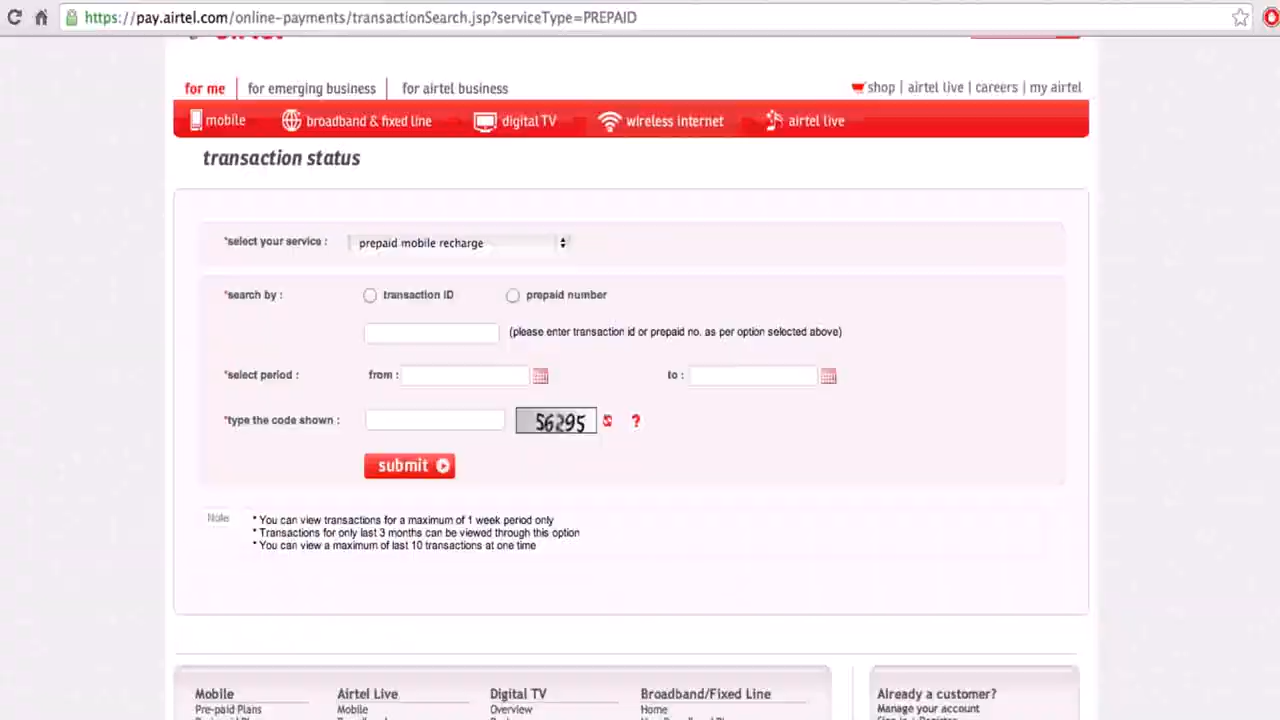 https://pay.airtel.com/online-payments/transactionSearch.jsp?serviceType=PREPAID
for me | for emerging business | for airtel business
shop | airtel live | careers | my airtel
mobile broadband & fixed line digital TV wireless internet airtel live
transaction status
*select your service : prepaid mobile recharge
*search by : transaction ID prepaid number
(please enter transaction id or prepaid no. as per option selected above)
*select period : from : to :
*type the code shown : 56295 ?
submit
Note * You can view transactions for a maximum of 1 week period only
* Transactions for only last 3 months can be viewed through this option
* You can view a maximum of last 10 transactions at one time
Mobile Airtel Live Digital TV Broadband/Fixed Line Already a customer?
Pre-paid Plans Mobile Overview Home Manage your account